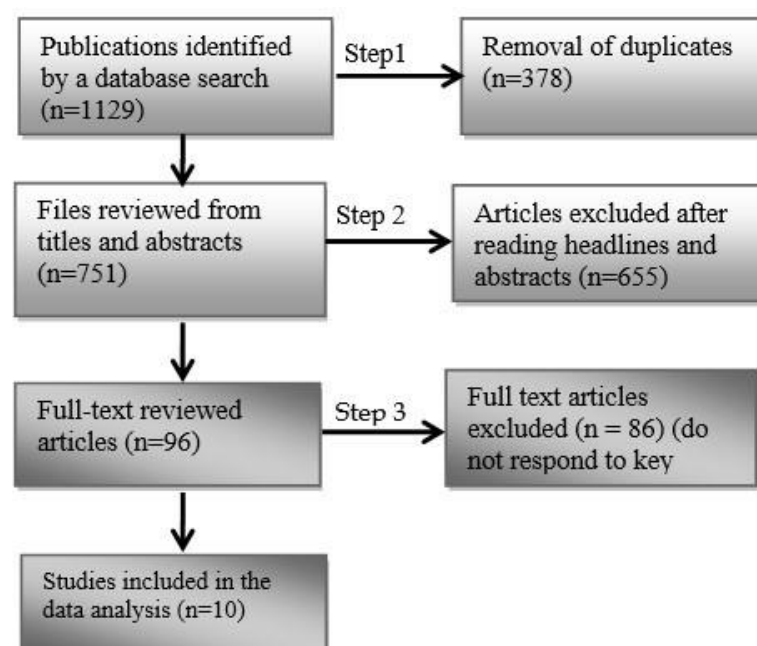 Publications identified
by a database search
(n=1129)
Step1
Removal of duplicates
(n=378)
Files reviewed from
titles and abstracts
(n=751)
Step 2
Articles excluded after
reading headlines and
abstracts (n=655)
Full-text reviewed
articles (n=96)
Step 3
Full text articles
excluded (n = 86) (do
not respond to key
Studies included in the
data analysis (n=10)